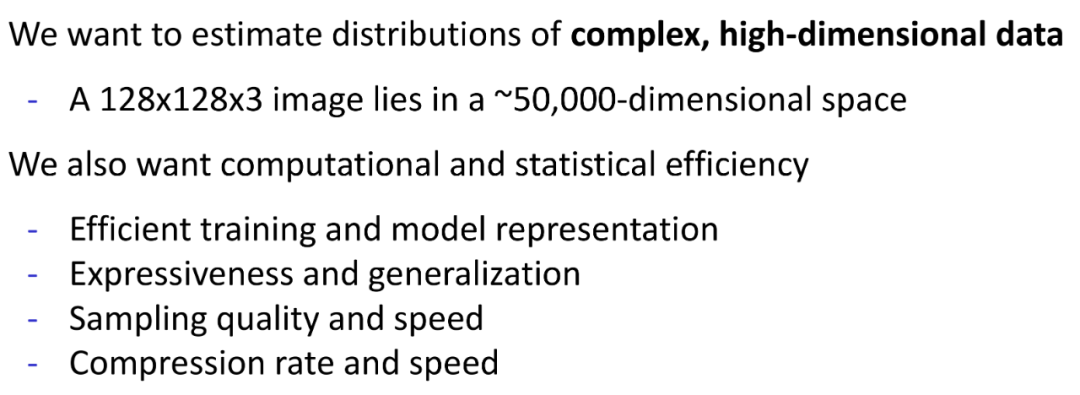 We want to estimate distributions of complex, high-dimensional data
- A 128x128x3 image lies in a ~50,000-dimensional space
We also want computational and statistical efficiency
- Efficient training and model representation
- Expressiveness and generalization
- Sampling quality and speed
- Compression rate and speed